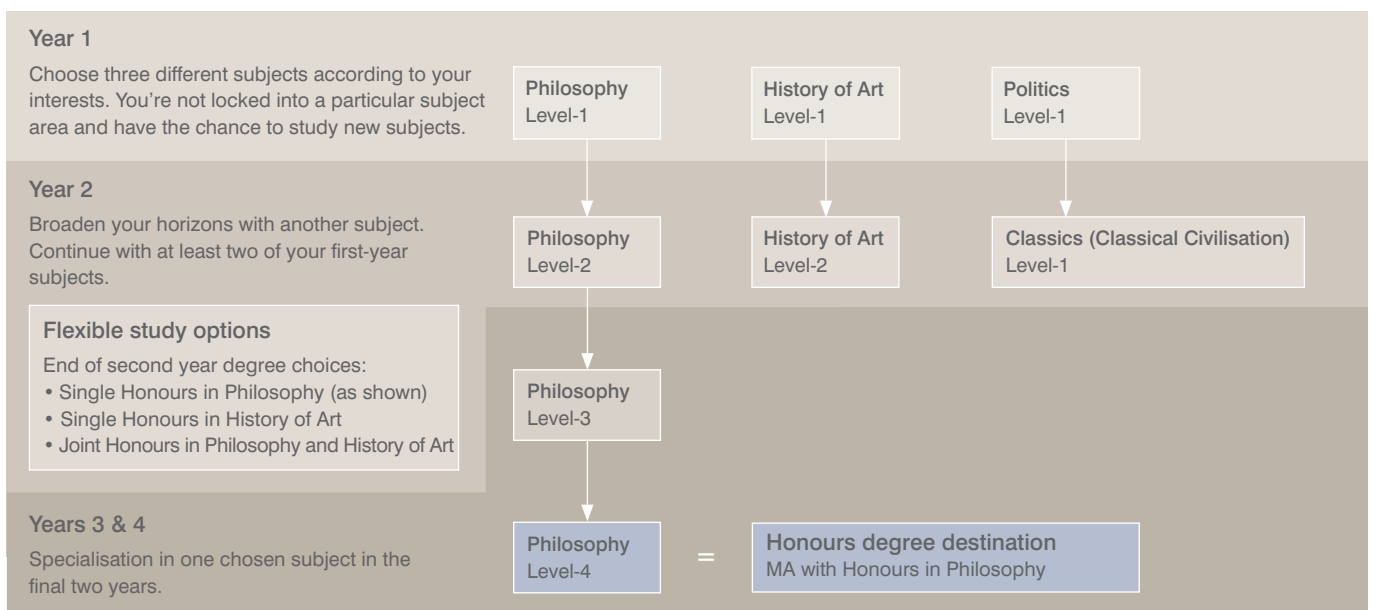 Year 1
Choose three different subjects according to your
interests. You're not locked into a particular subject
area and have the chance to study new subjects.
Philosophy
Level-1
History of Art
Level-1
Politics
Level-1
Year 2
Broaden your horizons with another subject.
Continue with at least two of your first-year
subjects.
Philosophy
Level-2
History of Art
Level-2
Classics (Classical Civilisation)
Level-1
Flexible study options
End of second year degree choices:
• Single Honours in Philosophy (as shown)
• Single Honours in History of Art
• Joint Honours in Philosophy and History of Art
Philosophy
Level-3
Years 3 & 4
Specialisation in one chosen subject in the
final two years.
Philosophy
Level-4
=
Honours degree destination
MA with Honours in Philosophy